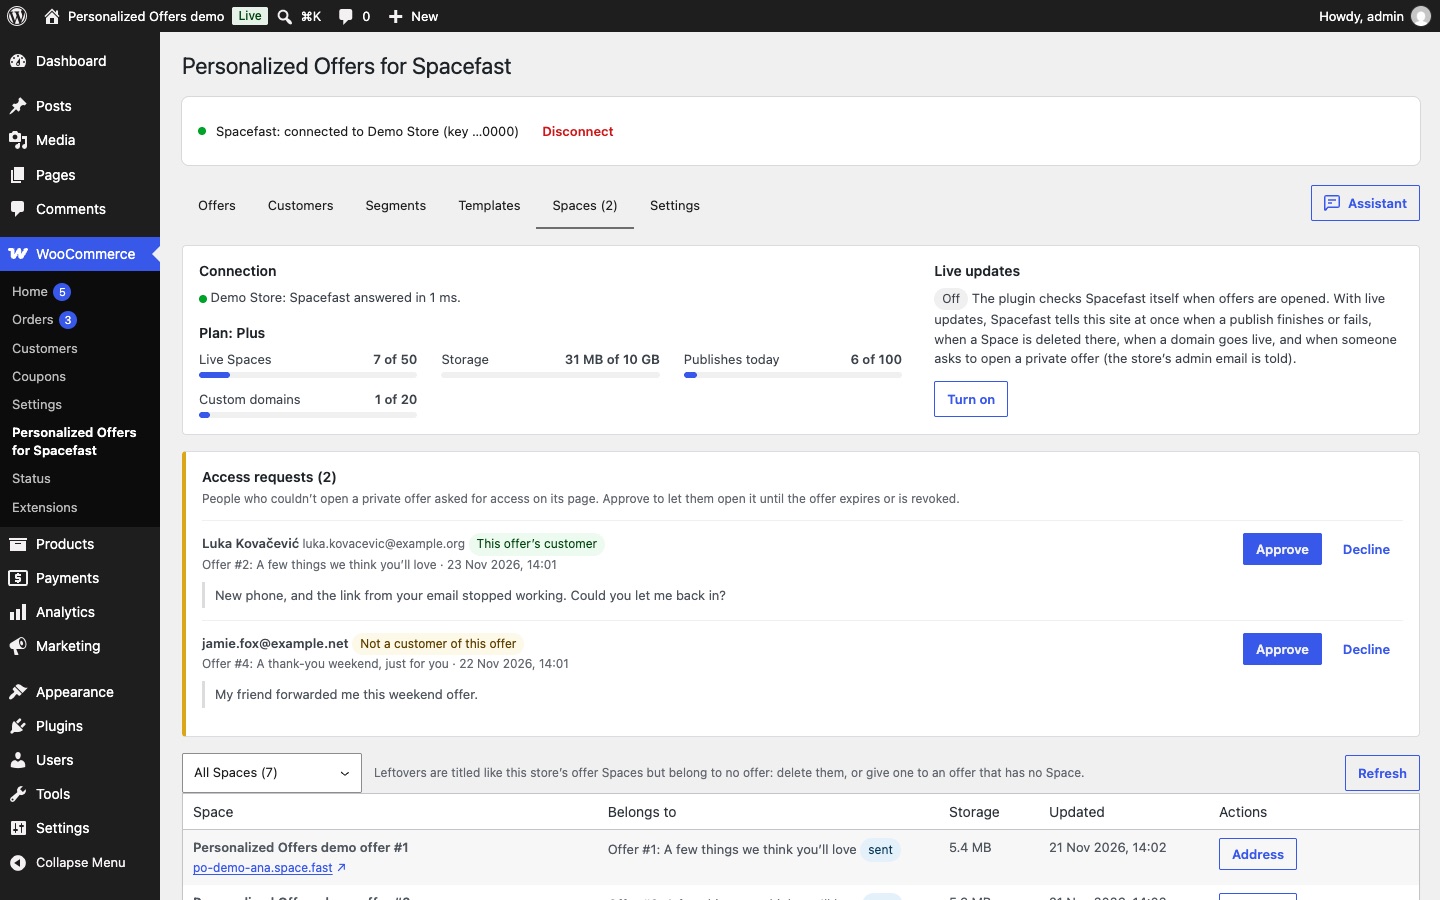 Personalized Offers demo Live ⌘K 0 New Howdy, admin
Dashboard
Posts
Media
Pages
Comments
WooCommerce
Home 5
Orders 3
Customers
Coupons
Settings
Personalized Offers
for Spacefast
Status
Extensions
Products
Payments
Analytics
Marketing
Appearance
Plugins
Users
Tools
Settings
Collapse Menu
Personalized Offers for Spacefast
Spacefast: connected to Demo Store (key …0000) Disconnect
Offers Customers Segments Templates Spaces (2) Settings Assistant
Connection
Demo Store: Spacefast answered in 1 ms.
Plan: Plus
Live Spaces 7 of 50 Storage 31 MB of 10 GB Publishes today 6 of 100
Custom domains 1 of 20
Live updates
Off The plugin checks Spacefast itself when offers are opened. With live
updates, Spacefast tells this site at once when a publish finishes or fails,
when a Space is deleted there, when a domain goes live, and when someone
asks to open a private offer (the store’s admin email is told).
Turn on
Access requests (2)
People who couldn’t open a private offer asked for access on its page. Approve to let them open it until the offer expires or is revoked.
Luka Kovačević luka.kovacevic@example.org This offer’s customer Approve Decline
Offer #2: A few things we think you’ll love · 23 Nov 2026, 14:01
New phone, and the link from your email stopped working. Could you let me back in?
jamie.fox@example.net Not a customer of this offer Approve Decline
Offer #4: A thank-you weekend, just for you · 22 Nov 2026, 14:01
My friend forwarded me this weekend offer.
All Spaces (7) Leftovers are titled like this store’s offer Spaces but belong to no offer: delete them, or give one to an offer that has no Space. Refresh
Space Belongs to Storage Updated Actions
Personalized Offers demo offer #1 Offer #1: A few things we think you’ll love sent 5.4 MB 21 Nov 2026, 14:02 Address
po-demo-ana.space.fast ↗